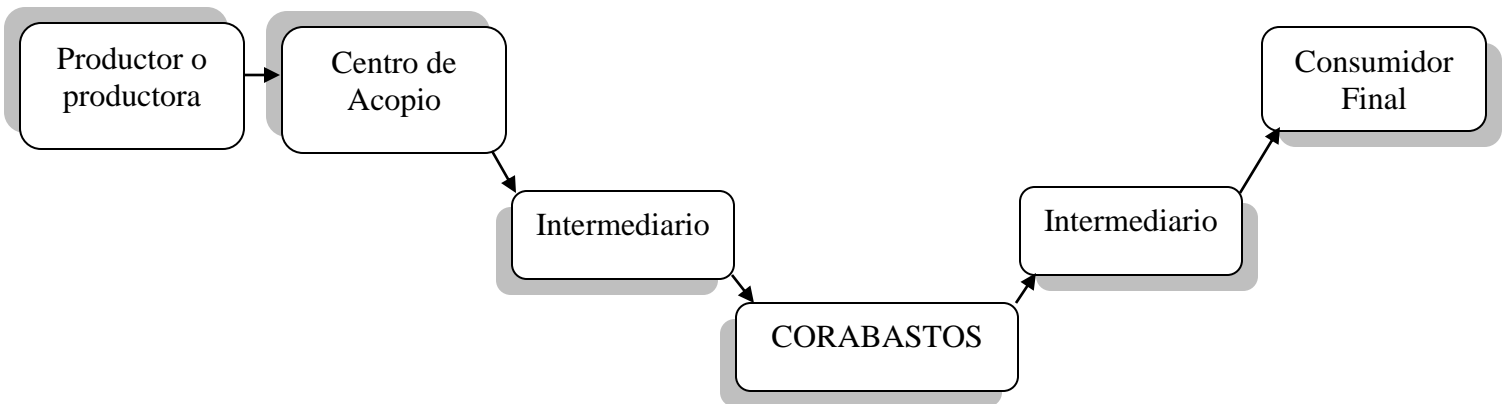 Productor o
productora
Centro de
Acopio
Intermediario
CORABASTOS
Intermediario
Consumidor
Final